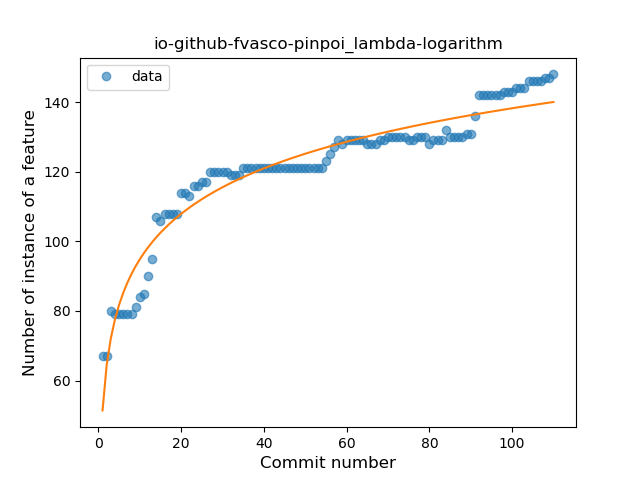 io-github-fvasco-pinpoi_lambda-logarithm
data
Number of instance of a feature
140
120
100
80
60
0
20
40
60
80
100
Commit number